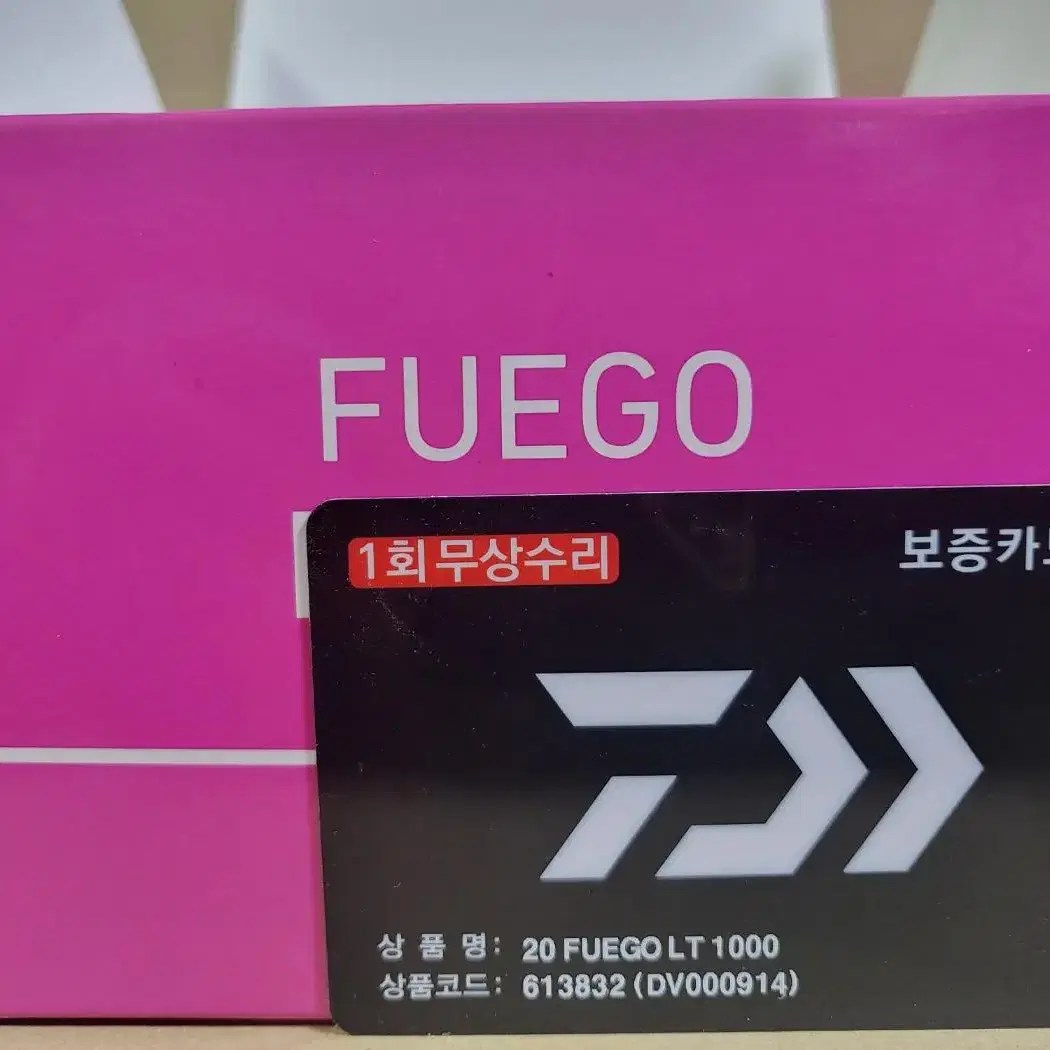 FUEGO
1회 무상수리
보증카
상 품 명: 20 FUEGO LT 1000
상품코드: 613832 (DV000914)